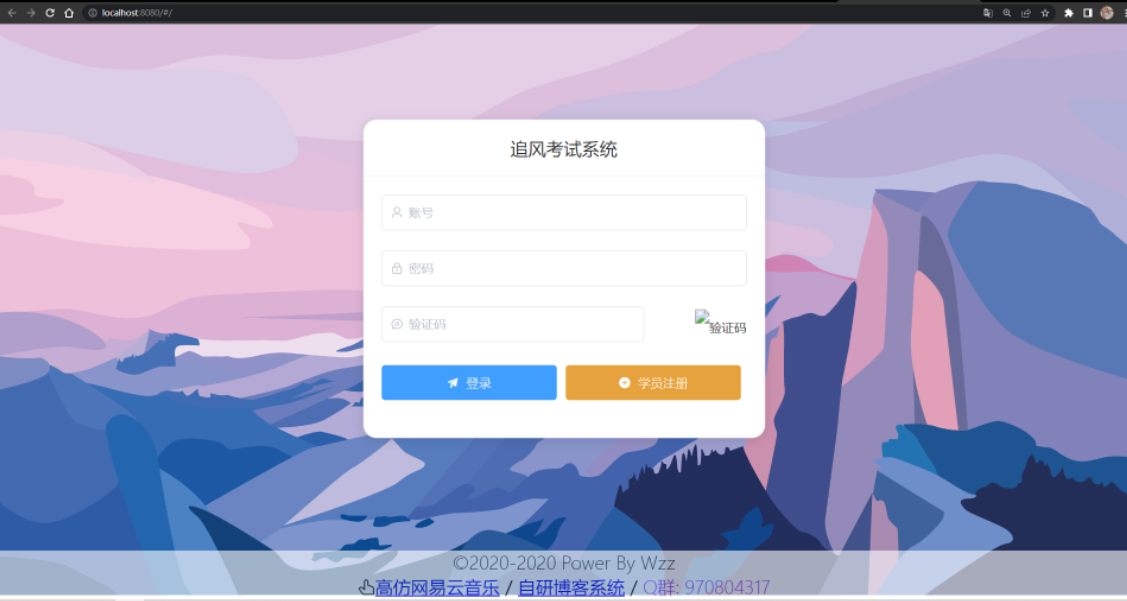 localhost:8080/#/
追风考试系统
账号
密码
验证码
验证码
登录
学员注册
©2020-2020 Power By Wzz
高仿网易云音乐 / 自研博客系统 / Q群: 970804317